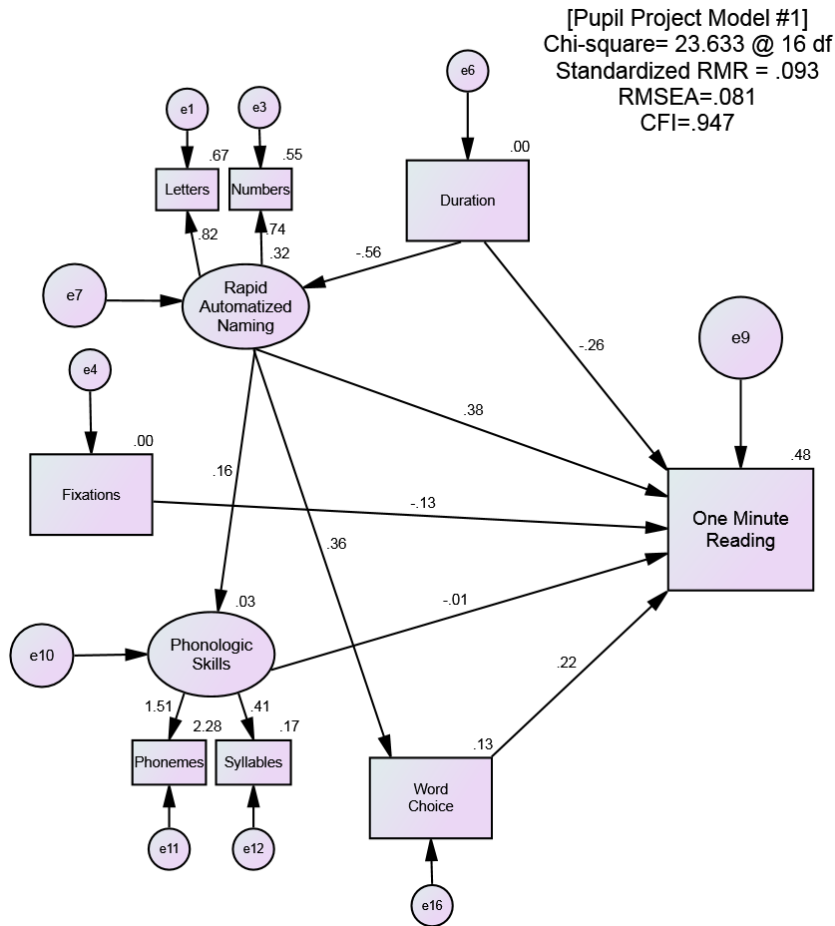 [Pupil Project Model #1]
Chi-square= 23.633 @ 16 df
Standardized RMR = .093
RMSEA=.081
CFI=.947
e6
e1
e3
.67
.55
.00
Letters
Numbers
Duration
.82
.74
.32
-.56
Rapid
Automatized
Naming
e7
e9
-.26
e4
.38
.00
.48
.16
Fixations
-.13
One Minute
Reading
.36
.03
-.01
Phonologic
Skills
e10
.22
1.51
.41
2.28
.17
.13
Phonemes
Syllables
Word
Choice
e11
e12
e16